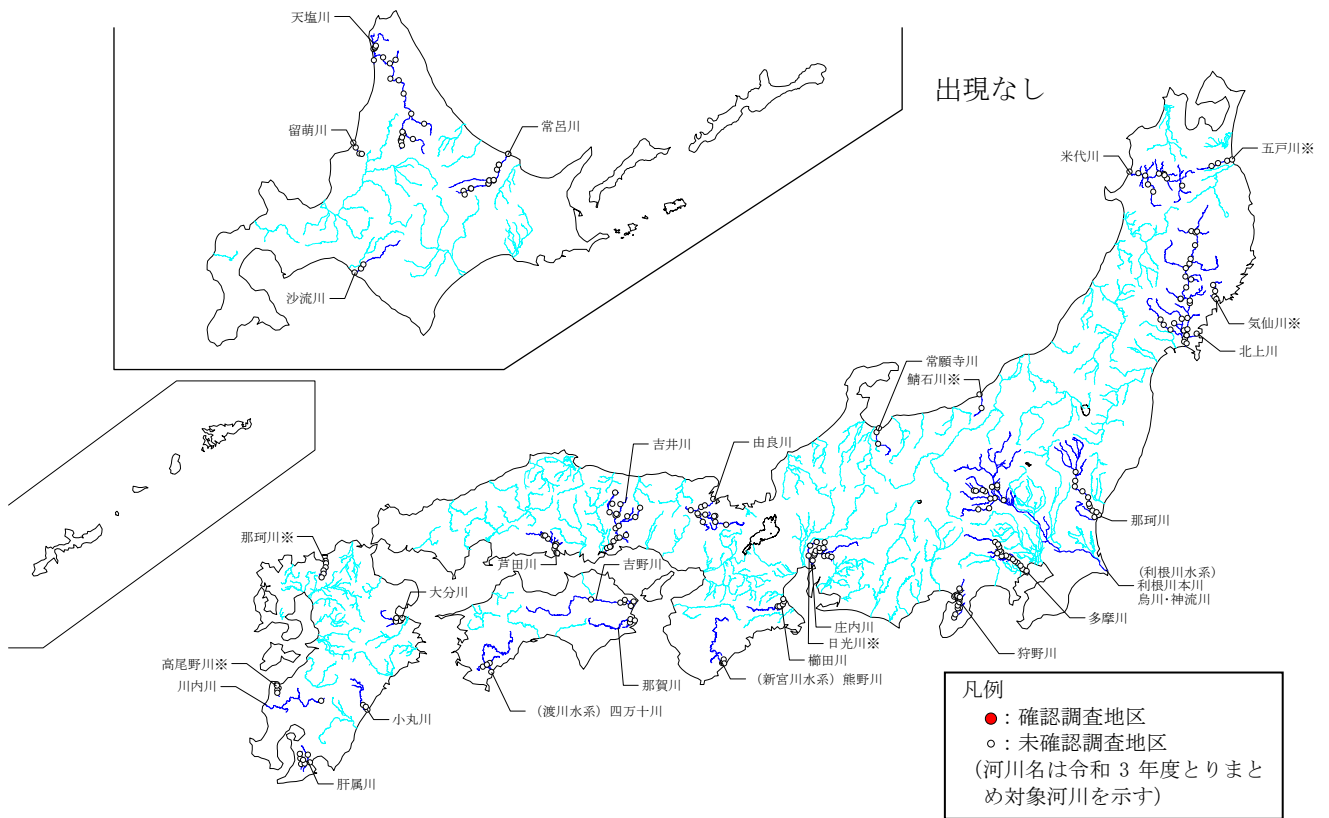 天塩川
出現なし
留萌川
常呂川
米代川
五戸川※
沙流川
気仙川※
北上川
常願寺川
鯖石川※
吉井川
由良川
那珂川
那珂川※
芦田川
吉野川
大分川
(利根川水系)
利根川本川
烏川・神流川
多摩川
庄内川
日光川※
狩野川
櫛田川
高尾野川※
川内川
那賀川
(新宮川水系) 熊野川
小丸川
(渡川水系) 四万十川
肝属川
凡例
●：確認調査地区
○：未確認調査地区
(河川名は令和 3 年度とりまと
め対象河川を示す)